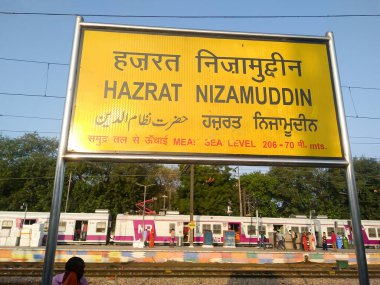 हज़रत निज़ामुद्दीन
HAZRAT NIZAMUDDIN
حضرت نظام الدین ਹਜ਼ਰਤ ਨਿਜਾਮੂਦੀਨ
समुद्र तल से ऊँचाई MEAN SEA LEVEL 206 - 70 मी. mts.